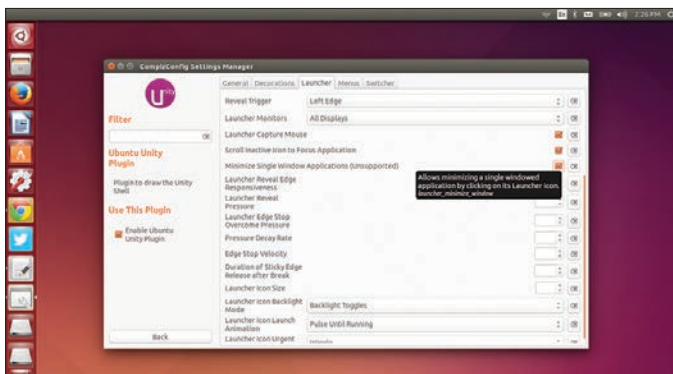 En
2:26 PM
CompizConfig Settings Manager
Unity
General Decorations Launcher Menus Switcher
Filter
Ubuntu Unity
Plugin
Plugin to draw the Unity
Shell
Use This Plugin
Enable Ubuntu
Unity Plugin
Back
Reveal Trigger Left Edge
Launcher Monitors All Displays
Launcher Capture Mouse
Scroll Inactive Icon to Focus Application
Minimize Single Window Applications (Unsupported)
Allows minimizing a single windowed
application by clicking on its Launcher icon.
launcher_minimize_window
Launcher Reveal Edge
Responsiveness
Launcher Reveal
Pressure
Launcher Edge Stop
Overcome Pressure
Pressure Decay Rate
Edge Stop Velocity
Duration of Sticky Edge
Release after Break
Launcher Icon Size
Launcher Icon Backlight
Mode Backlight Toggles
Launcher Icon Launch
Animation Pulse Until Running
Launcher Icon Urgent